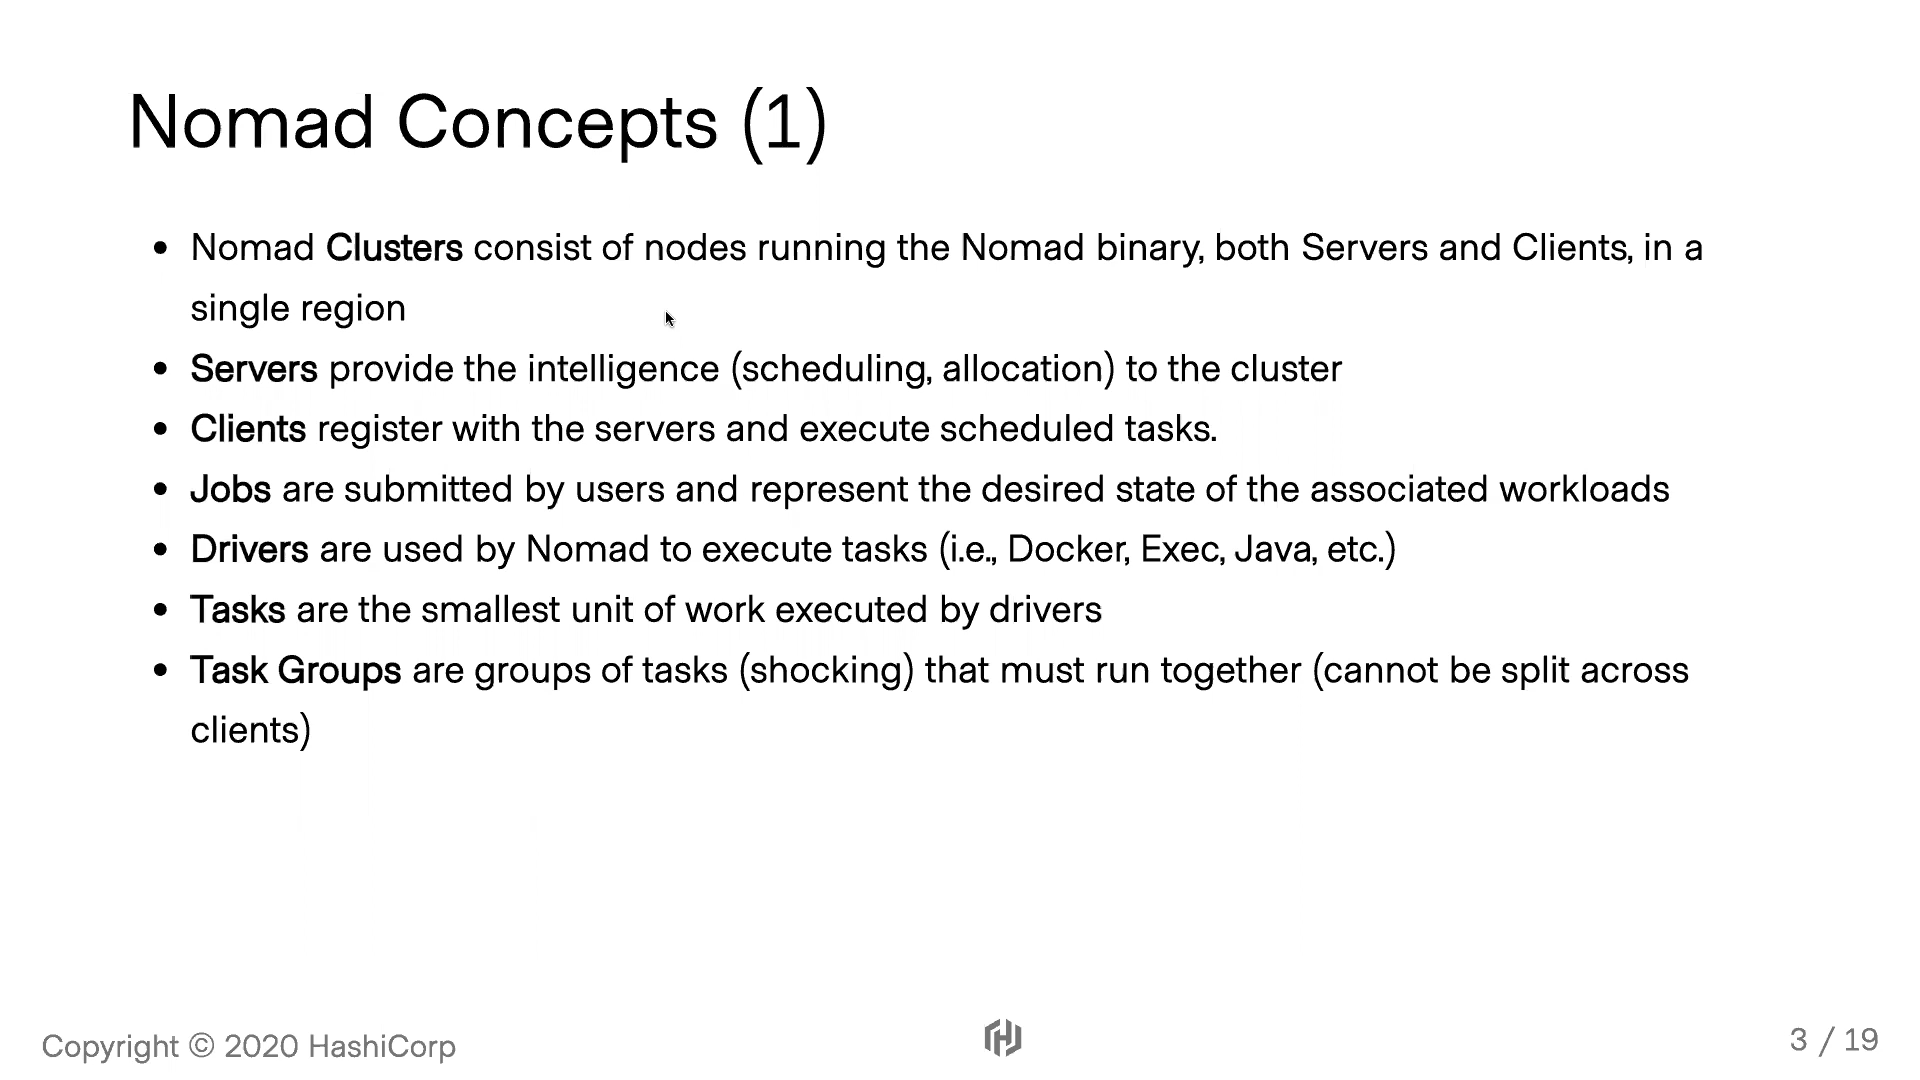 Nomad Concepts (1)
• Nomad Clusters consist of nodes running the Nomad binary, both Servers and Clients, in a
single region
• Servers provide the intelligence (scheduling, allocation) to the cluster
• Clients register with the servers and execute scheduled tasks.
• Jobs are submitted by users and represent the desired state of the associated workloads
• Drivers are used by Nomad to execute tasks (i.e., Docker, Exec, Java, etc.)
• Tasks are the smallest unit of work executed by drivers
• Task Groups are groups of tasks (shocking) that must run together (cannot be split across
clients)
Copyright © 2020 HashiCorp
3 / 19